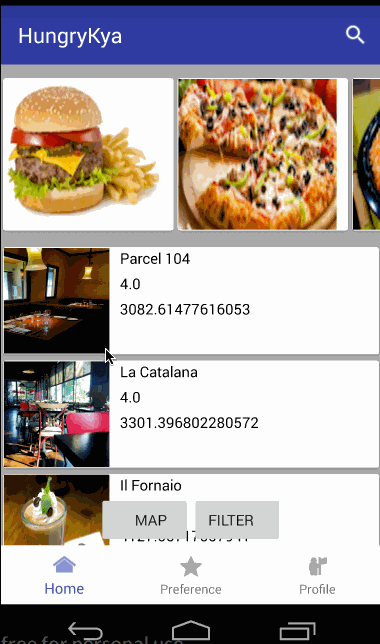 HungryKya
Parcel 104
4.0
3082.61477616053
La Catalana
4.0
3301.396802280572
Il Fornaio
MAP
FILTER
Home
Preference
Profile
free for personal use